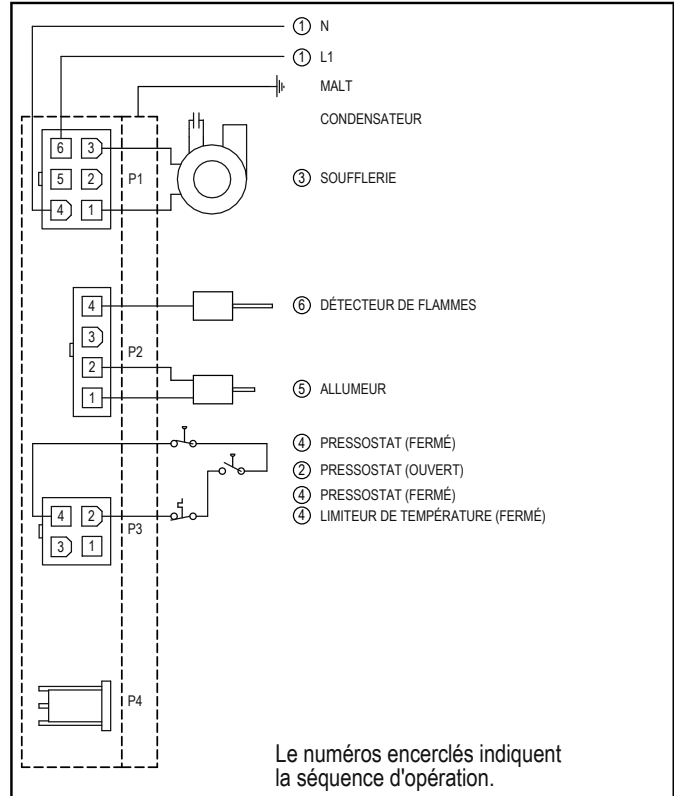 ① N
① L1
MALT
CONDENSATEUR
6 3
5 2
P1
③ SOUFFLERIE
4 1
4
⑥ DÉTECTEUR DE FLAMMES
3
P2
2
⑤ ALLUMEUR
1
④ PRESSOSTAT (FERMÉ)
② PRESSOSTAT (OUVERT)
④ PRESSOSTAT (FERMÉ)
④ LIMITEUR DE TEMPÉRATURE (FERMÉ)
4 2
P3
3 1
P4
Le numéros encerclés indiquent
la séquence d'opération.